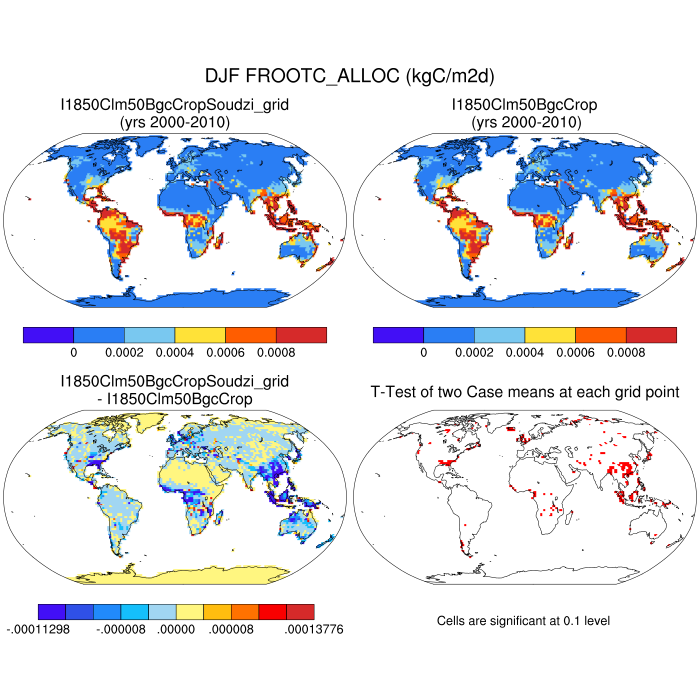 DJF FROOTC_ALLOC (kgC/m2d)
I1850Clm50BgcCropSoudzi_grid
(yrs 2000-2010)
I1850Clm50BgcCrop
(yrs 2000-2010)
0 0.0002 0.0004 0.0006 0.0008
0 0.0002 0.0004 0.0006 0.0008
I1850Clm50BgcCropSoudzi_grid
- I1850Clm50BgcCrop
T-Test of two Case means at each grid point
-.00011298 -.000008 .00000 .000008 .00013776
Cells are significant at 0.1 level